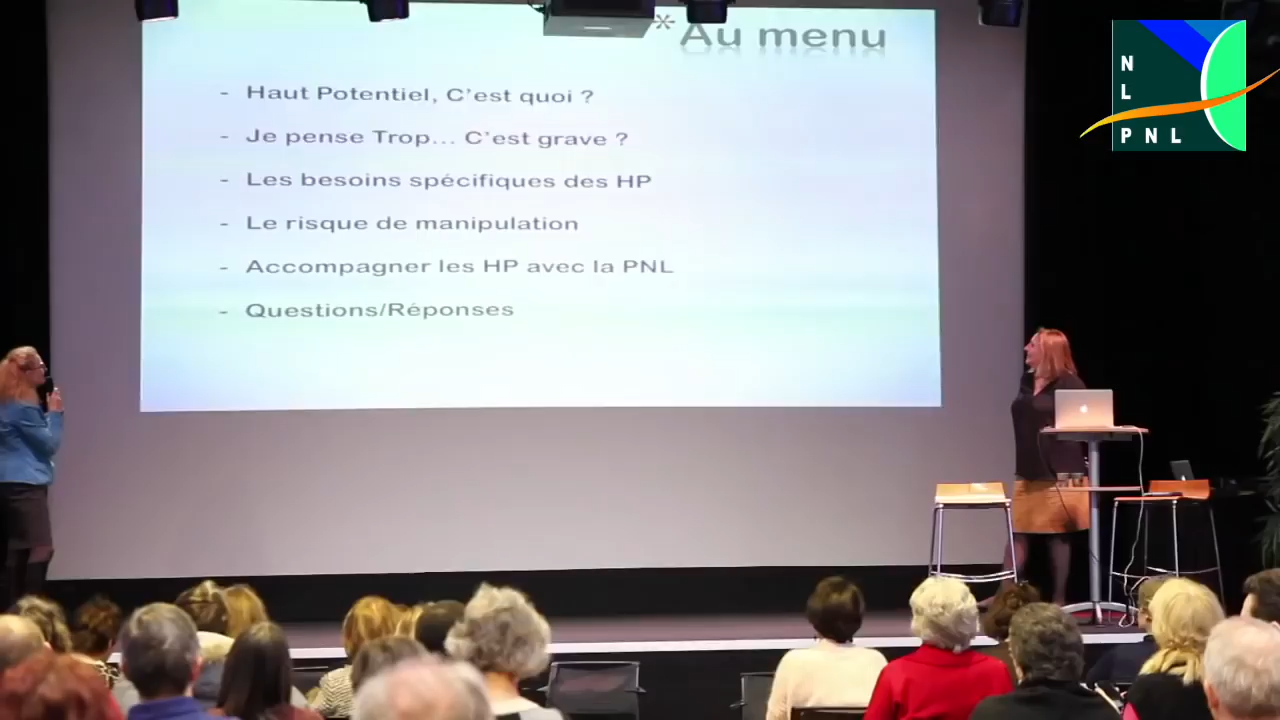 *Au menu
- Haut Potentiel, C'est quoi ?
- Je pense Trop... C'est grave ?
- Les besoins spécifiques des HP
- Le risque de manipulation
- Accompagner les HP avec la PNL
- Questions/Réponses
N
L
PNL